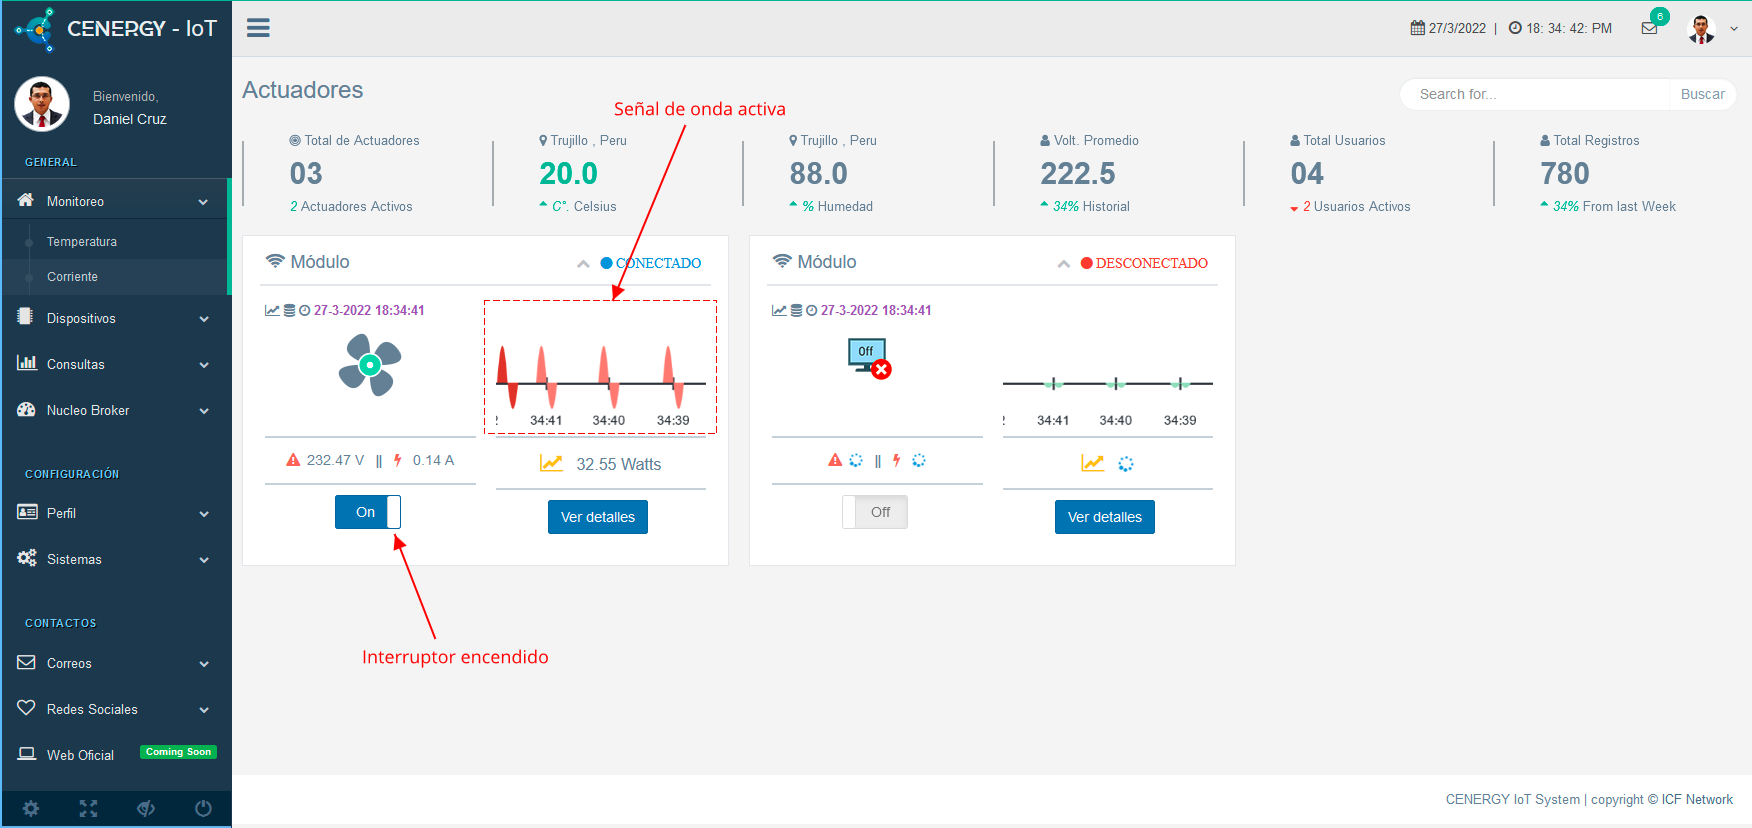 CENERGY - IoT
27/3/2022 | 18: 34: 42: PM
6
Bienvenido,
Daniel Cruz
GENERAL
Monitoreo
Temperatura
Corriente
Dispositivos
Consultas
Nucleo Broker
CONFIGURACIÓN
Perfil
Sistemas
CONTACTOS
Correos
Redes Sociales
Web Oficial
Coming Soon
Actuadores
Search for...
Buscar
Señal de onda activa
Total de Actuadores
03
2 Actuadores Activos
Trujillo , Peru
20.0
C°. Celsius
Trujillo , Peru
88.0
% Humedad
Volt. Promedio
222.5
34% Historial
Total Usuarios
04
2 Usuarios Activos
Total Registros
780
34% From last Week
Módulo
CONECTADO
27-3-2022 18:34:41
34:41 34:40 34:39
232.47 V || 0.14 A
32.55 Watts
On
Ver detalles
Interruptor encendido
Módulo
DESCONECTADO
27-3-2022 18:34:41
Off
34:41 34:40 34:39
||
Off
Ver detalles
CENERGY IoT System | copyright © ICF Network